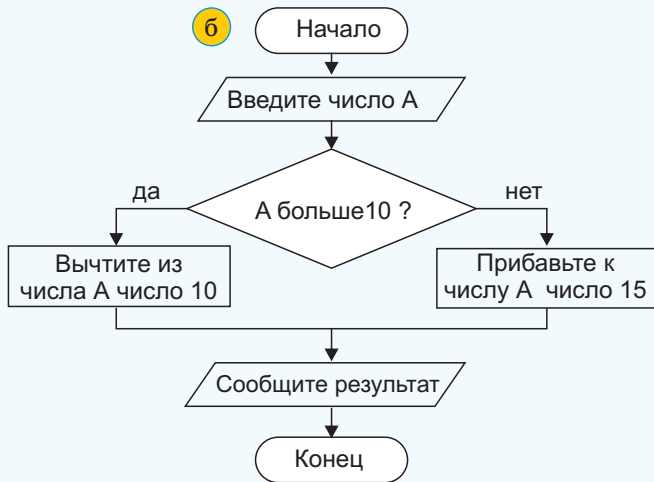 б
Начало
Введите число А
А больше10 ?
да
нет
Вычтите из
числа А число 10
Прибавьте к
числу А число 15
Сообщите результат
Конец